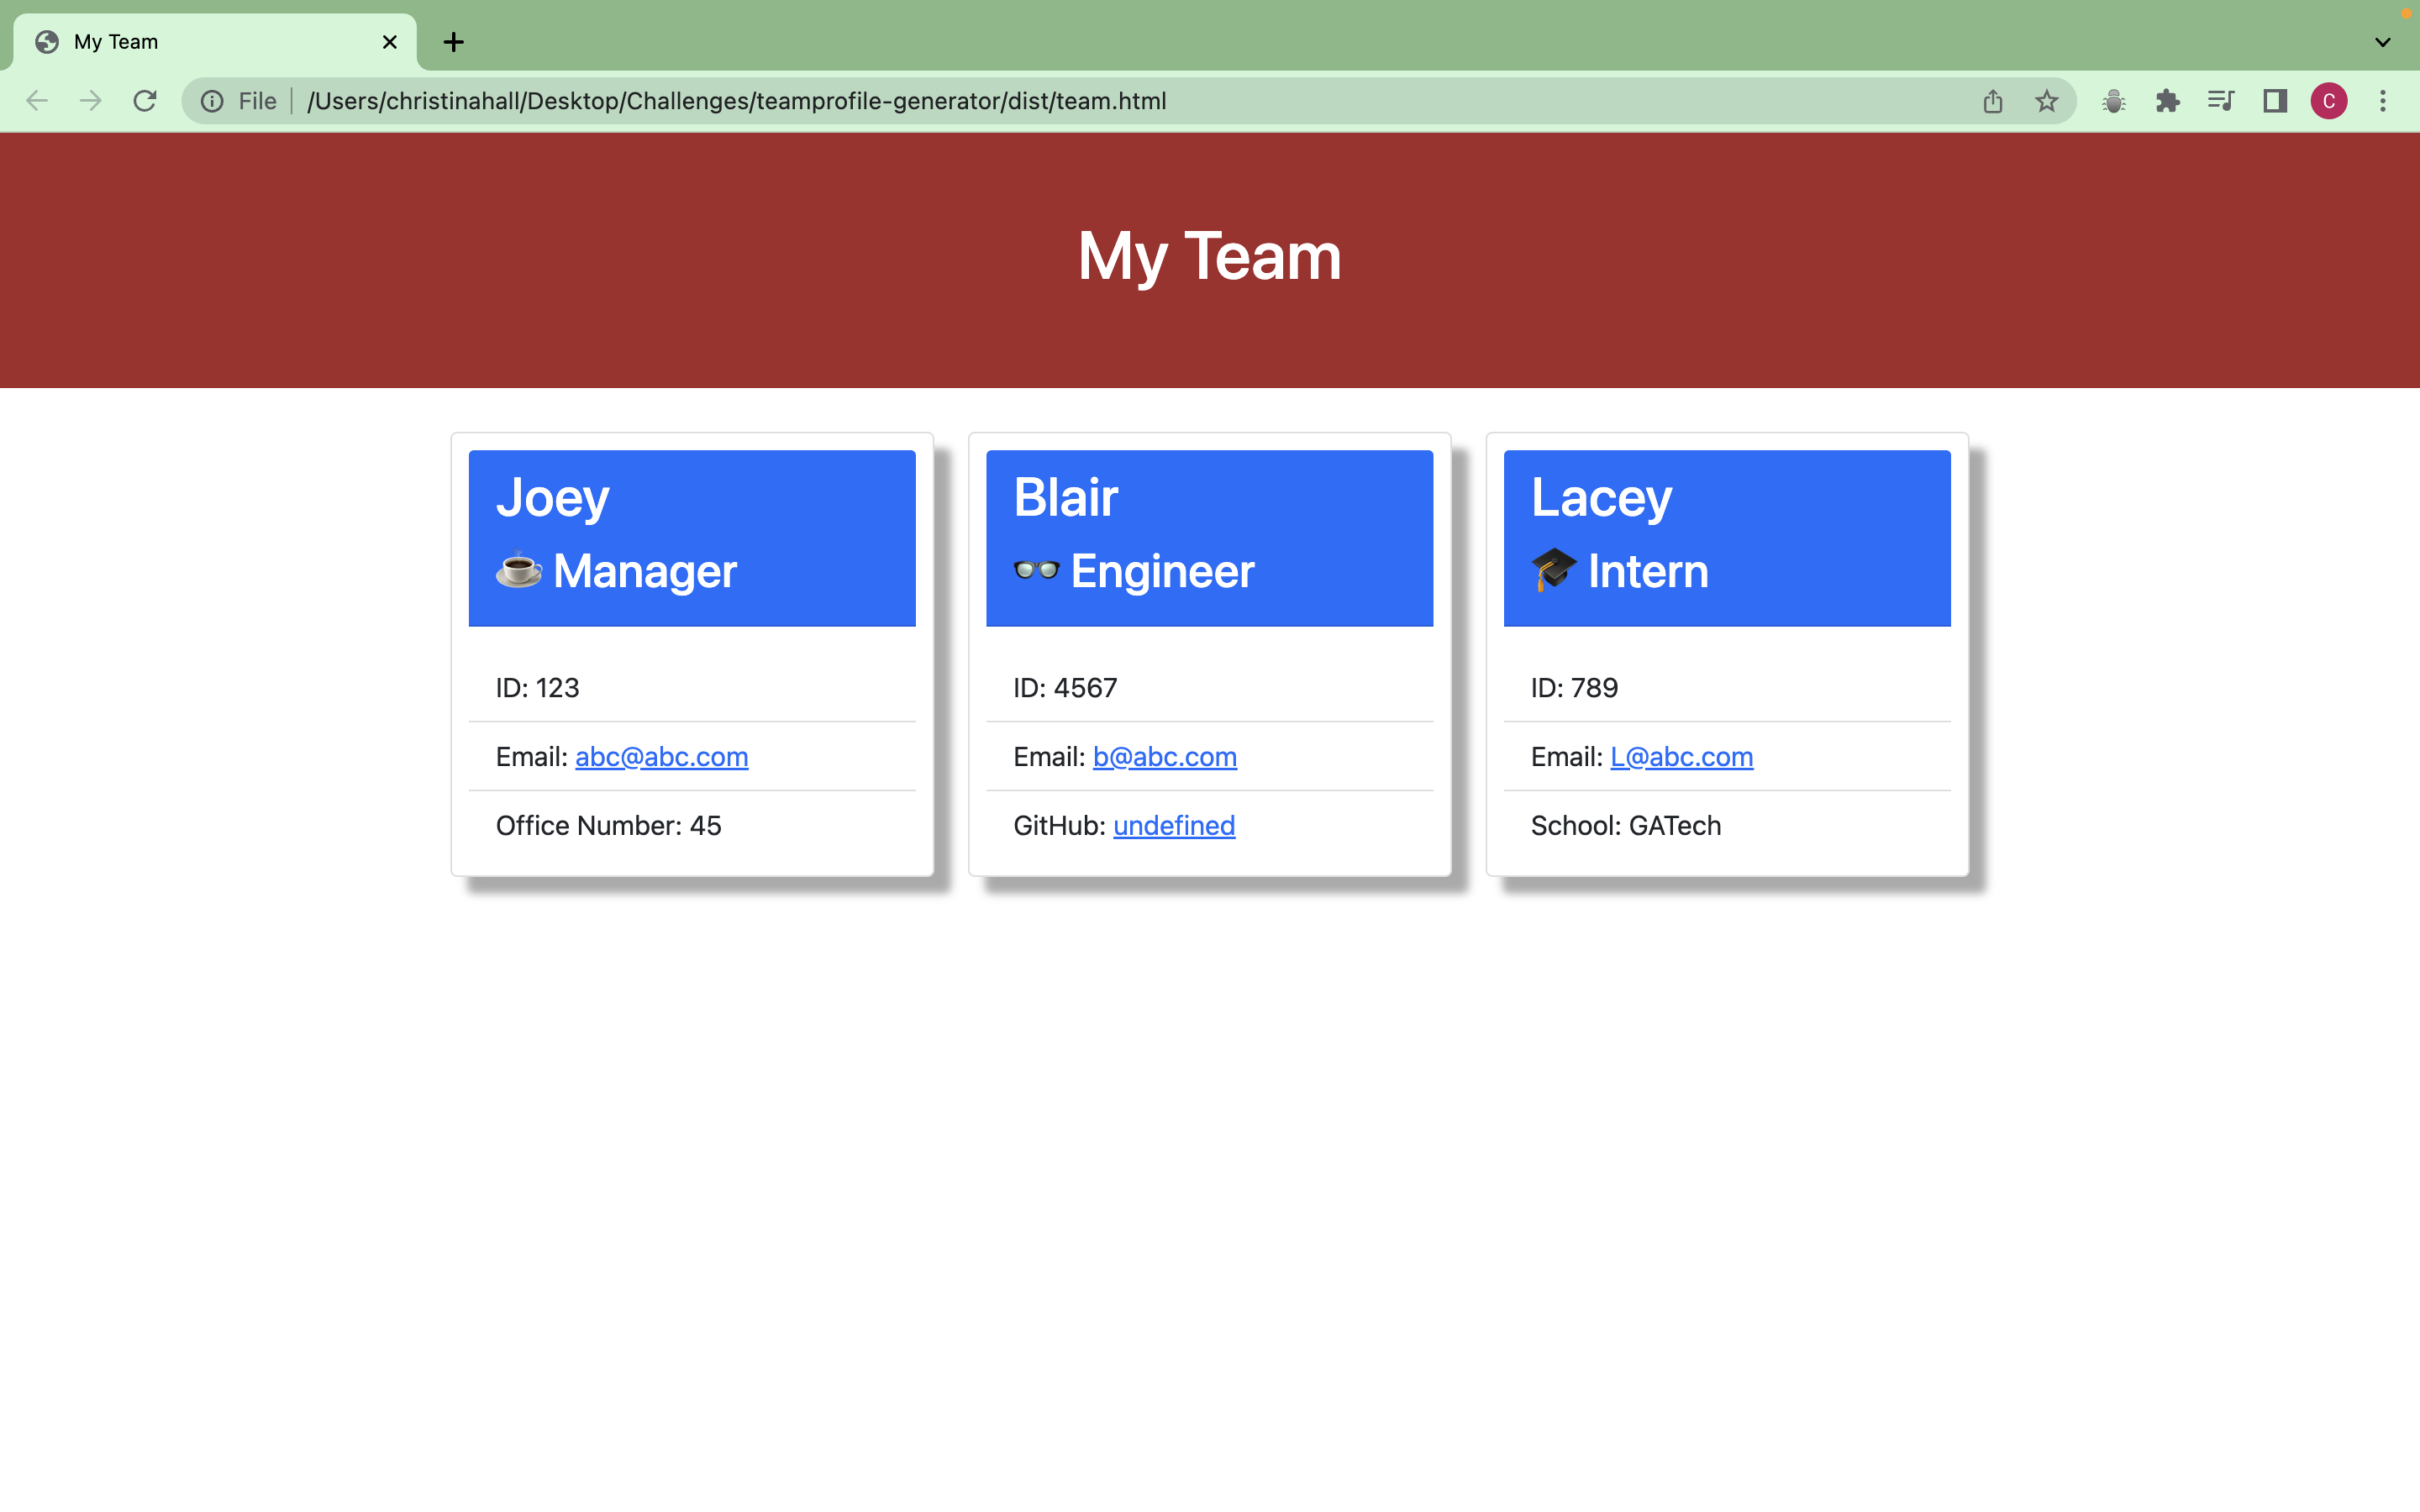 My Team
File
/Users/christinahall/Desktop/Challenges/teamprofile-generator/dist/team.html
C
My Team
Joey
Manager
ID: 123
Email: abc@abc.com
Office Number: 45
Blair
Engineer
ID: 4567
Email: b@abc.com
GitHub: undefined
Lacey
Intern
ID: 789
Email: L@abc.com
School: GATech